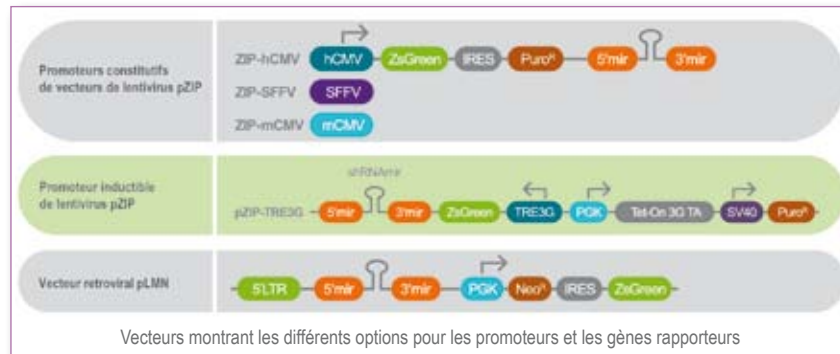 ZIP-hCMV hCMV ZsGreen IRES Puroᴿ 5'mir 3'mir
Promoteurs constitutifs
de vecteurs de lentivirus pZIP
ZIP-SFFV SFFV
ZIP-mCMV mCMV
shRNAmir
Promoteur inductible
de lentivirus pZIP
pZIP-TRE3G 5'mir 3'mir ZsGreen TRE3G PGK Tet-On 3G TA SV40 Puroᴿ
Vecteur retroviral pLMN
5'LTR 5'mir 3'mir PGK Neoᴿ IRES ZsGreen
Vecteurs montrant les différents options pour les promoteurs et les gènes rapporteurs